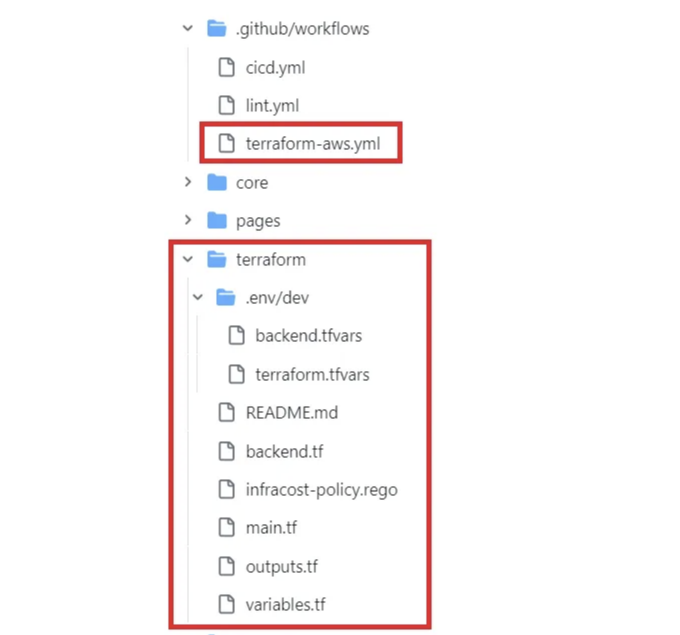 .github/workflows
cicd.yml
lint.yml
terraform-aws.yml
core
pages
terraform
.env/dev
backend.tfvars
terraform.tfvars
README.md
backend.tf
infracost-policy.rego
main.tf
outputs.tf
variables.tf